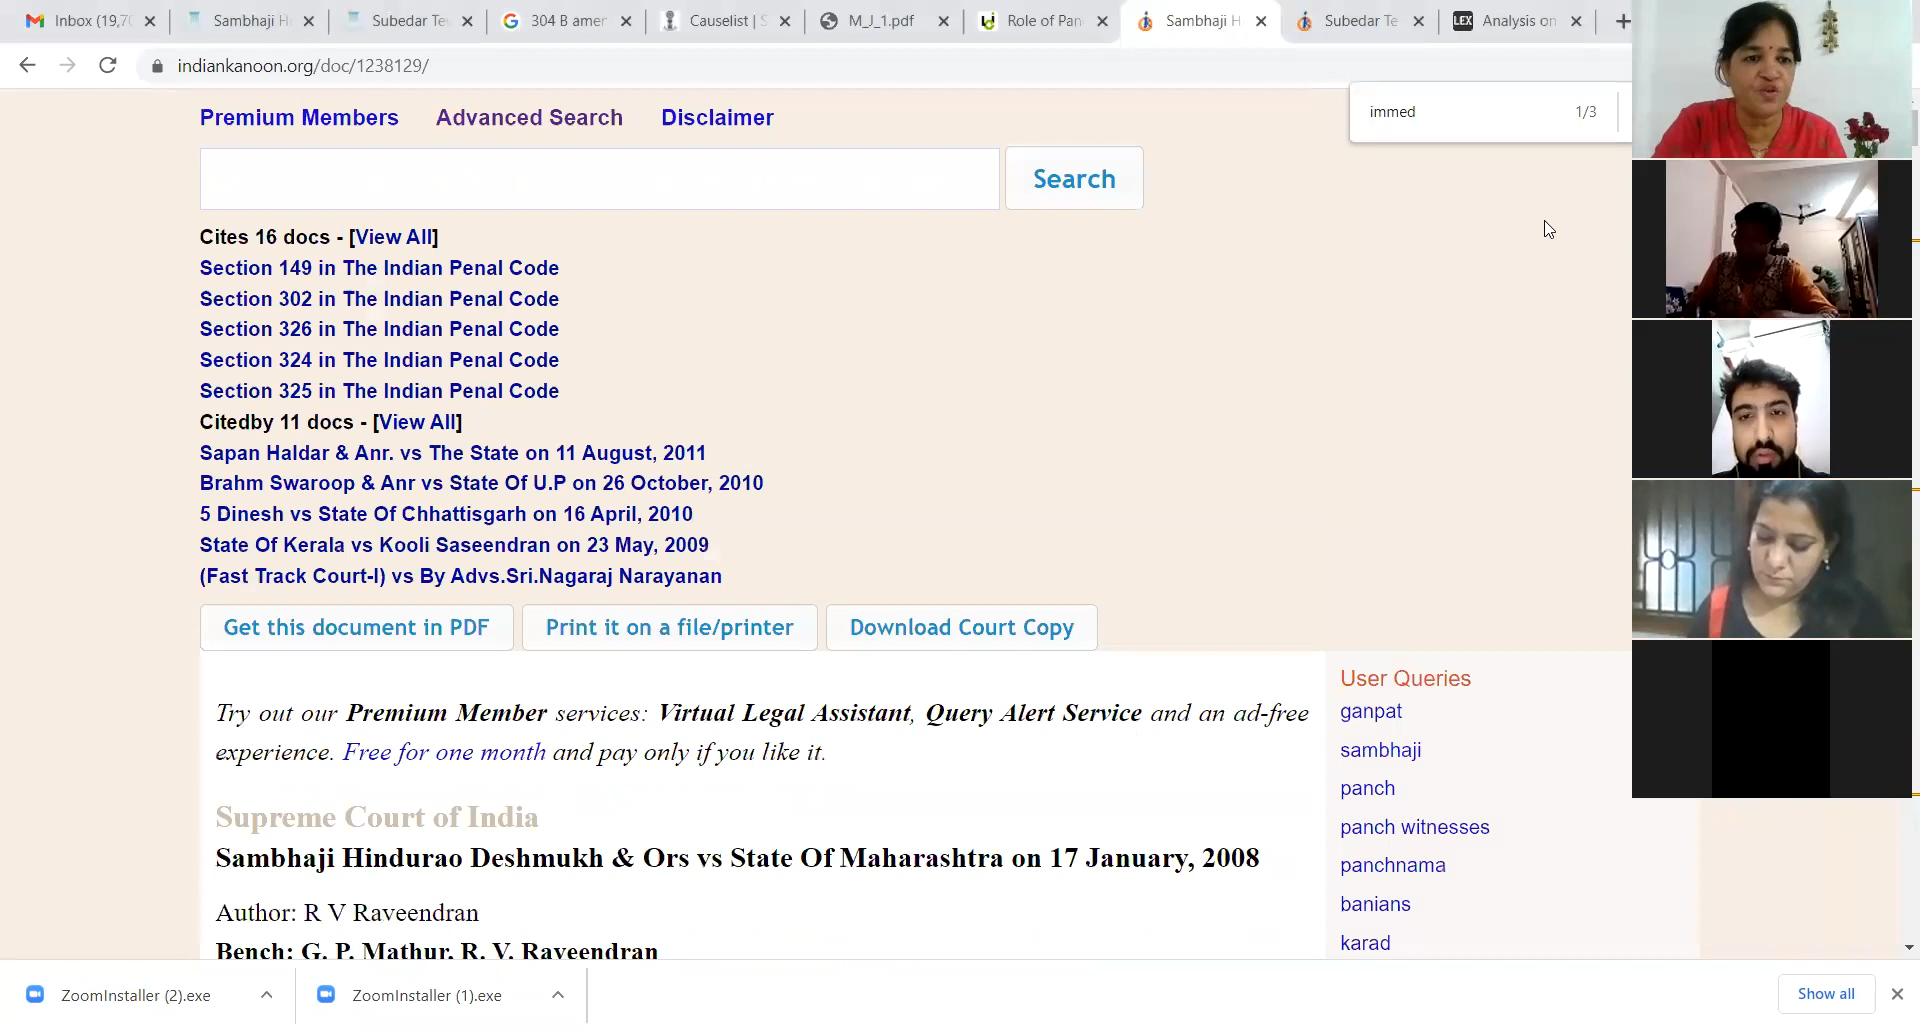 Inbox (19,70
Sambhaji H
Subedar Te
304 B amer
Causelist | S
M_J_1.pdf
Role of Pan
Sambhaji H
Subedar Te
LEX
Analysis on
indiankanoon.org/doc/1238129/
immed
1/3
Premium Members
Advanced Search
Disclaimer
Search
Cites 16 docs - [View All]
Section 149 in The Indian Penal Code
Section 302 in The Indian Penal Code
Section 326 in The Indian Penal Code
Section 324 in The Indian Penal Code
Section 325 in The Indian Penal Code
Citedby 11 docs - [View All]
Sapan Haldar & Anr. vs The State on 11 August, 2011
Brahm Swaroop & Anr vs State Of U.P on 26 October, 2010
5 Dinesh vs State Of Chhattisgarh on 16 April, 2010
State Of Kerala vs Kooli Saseendran on 23 May, 2009
(Fast Track Court-I) vs By Advs.Sri.Nagaraj Narayanan
Get this document in PDF
Print it on a file/printer
Download Court Copy
Try out our Premium Member services: Virtual Legal Assistant, Query Alert Service and an ad-free
experience. Free for one month and pay only if you like it.
Supreme Court of India
Sambhaji Hindurao Deshmukh & Ors vs State Of Maharashtra on 17 January, 2008
Author: R V Raveendran
Bench: G. P. Mathur, R. V. Raveendran
User Queries
ganpat
sambhaji
panch
panch witnesses
panchnama
banians
karad
ZoomInstaller (2).exe
ZoomInstaller (1).exe
Show all